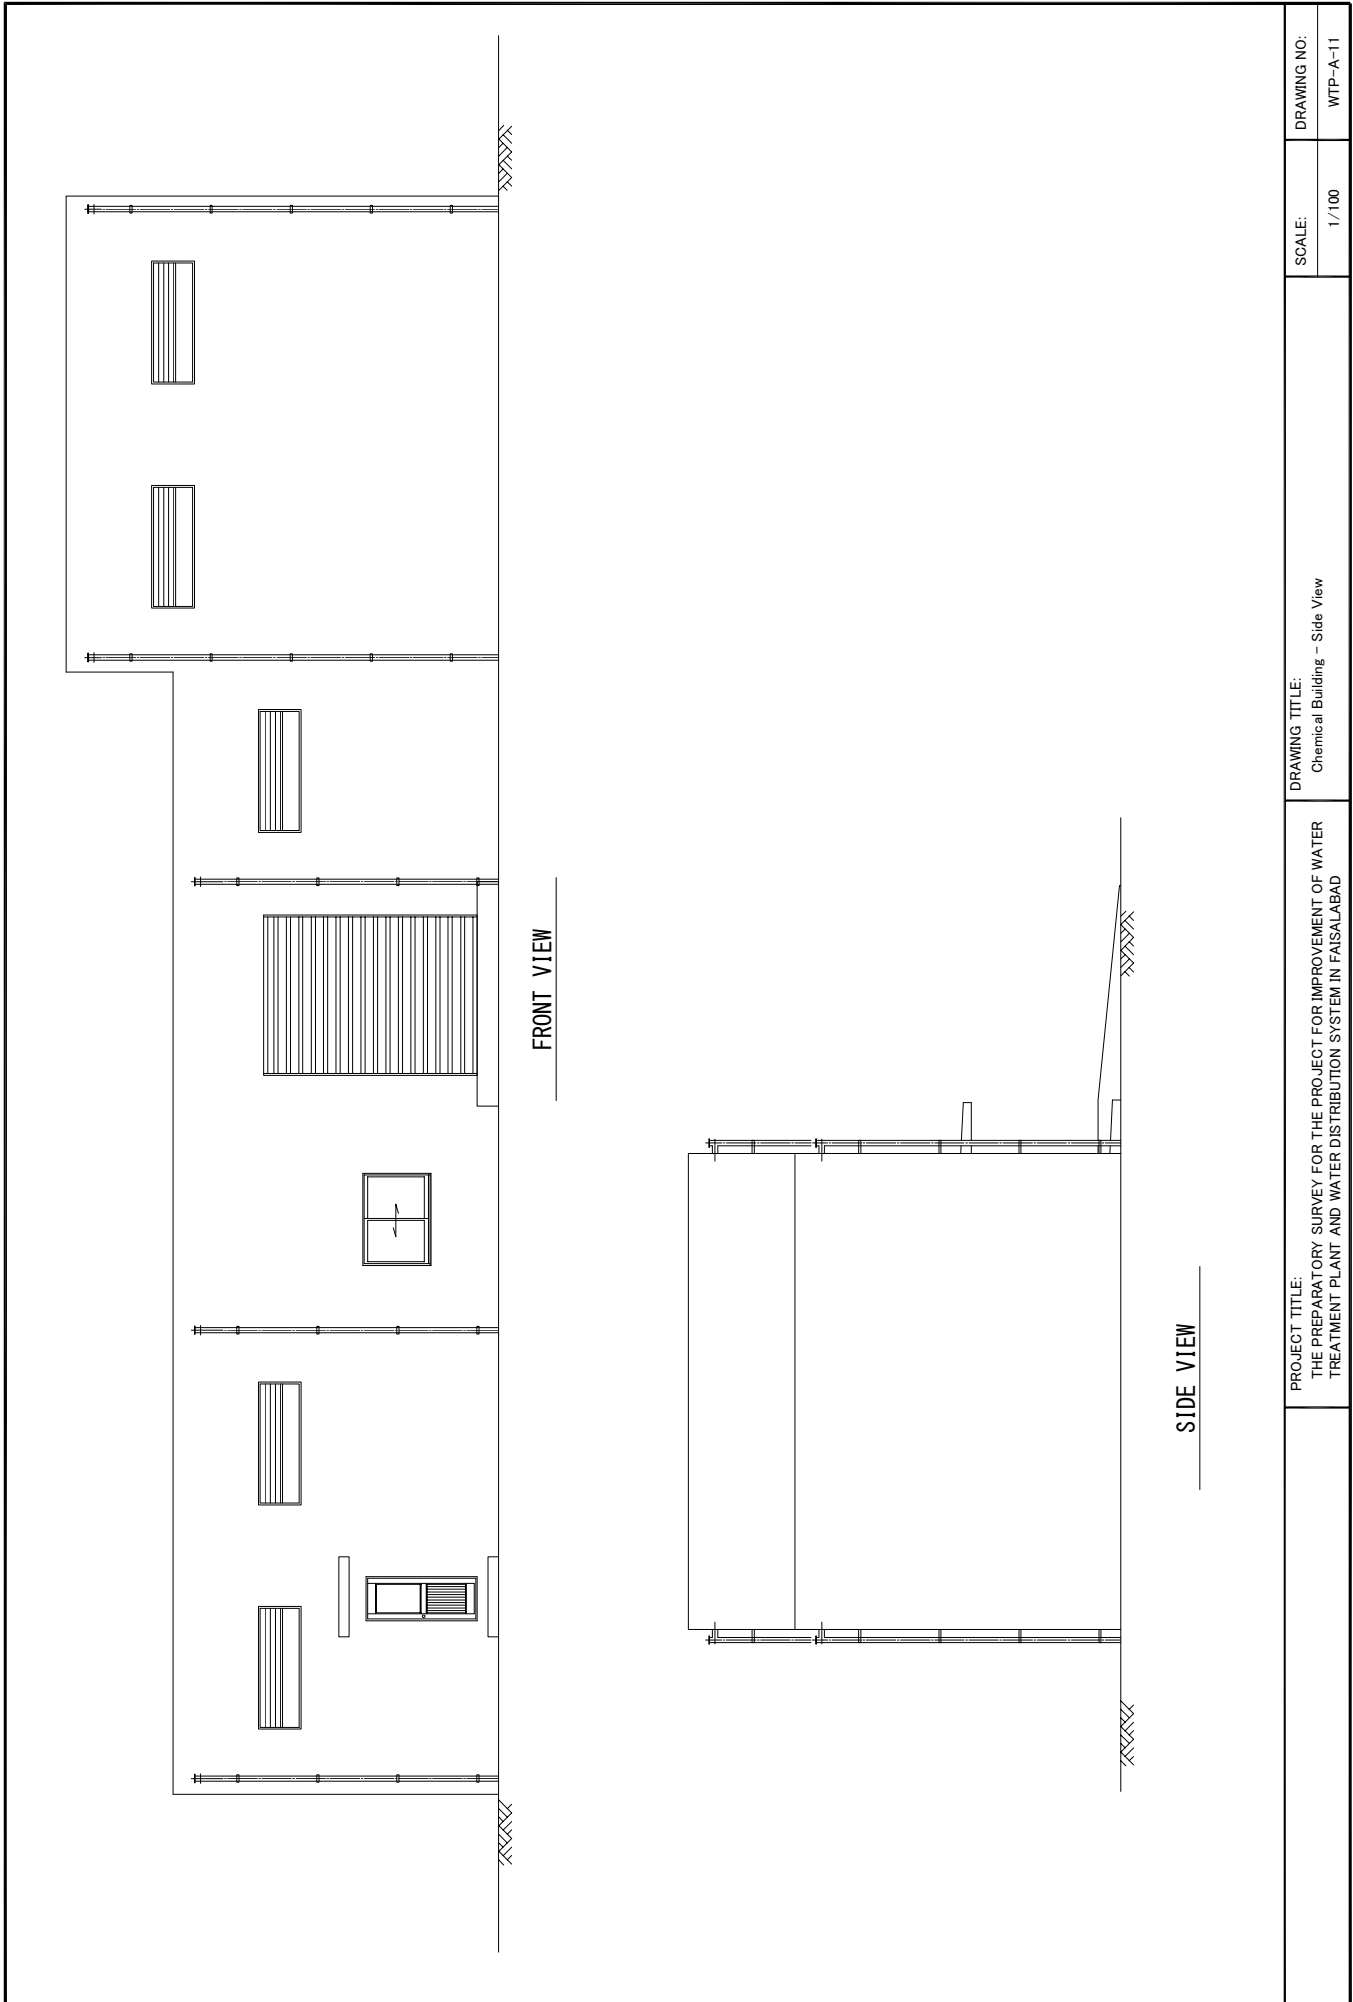 FRONT VIEW
SIDE VIEW
PROJECT TITLE:
THE PREPARATORY SURVEY FOR THE PROJECT FOR IMPROVEMENT OF WATER
TREATMENT PLANT AND WATER DISTRIBUTION SYSTEM IN FAISALABAD
DRAWING TITLE:
Chemical Building - Side View
SCALE:
1/100
DRAWING NO:
WTP-A-11